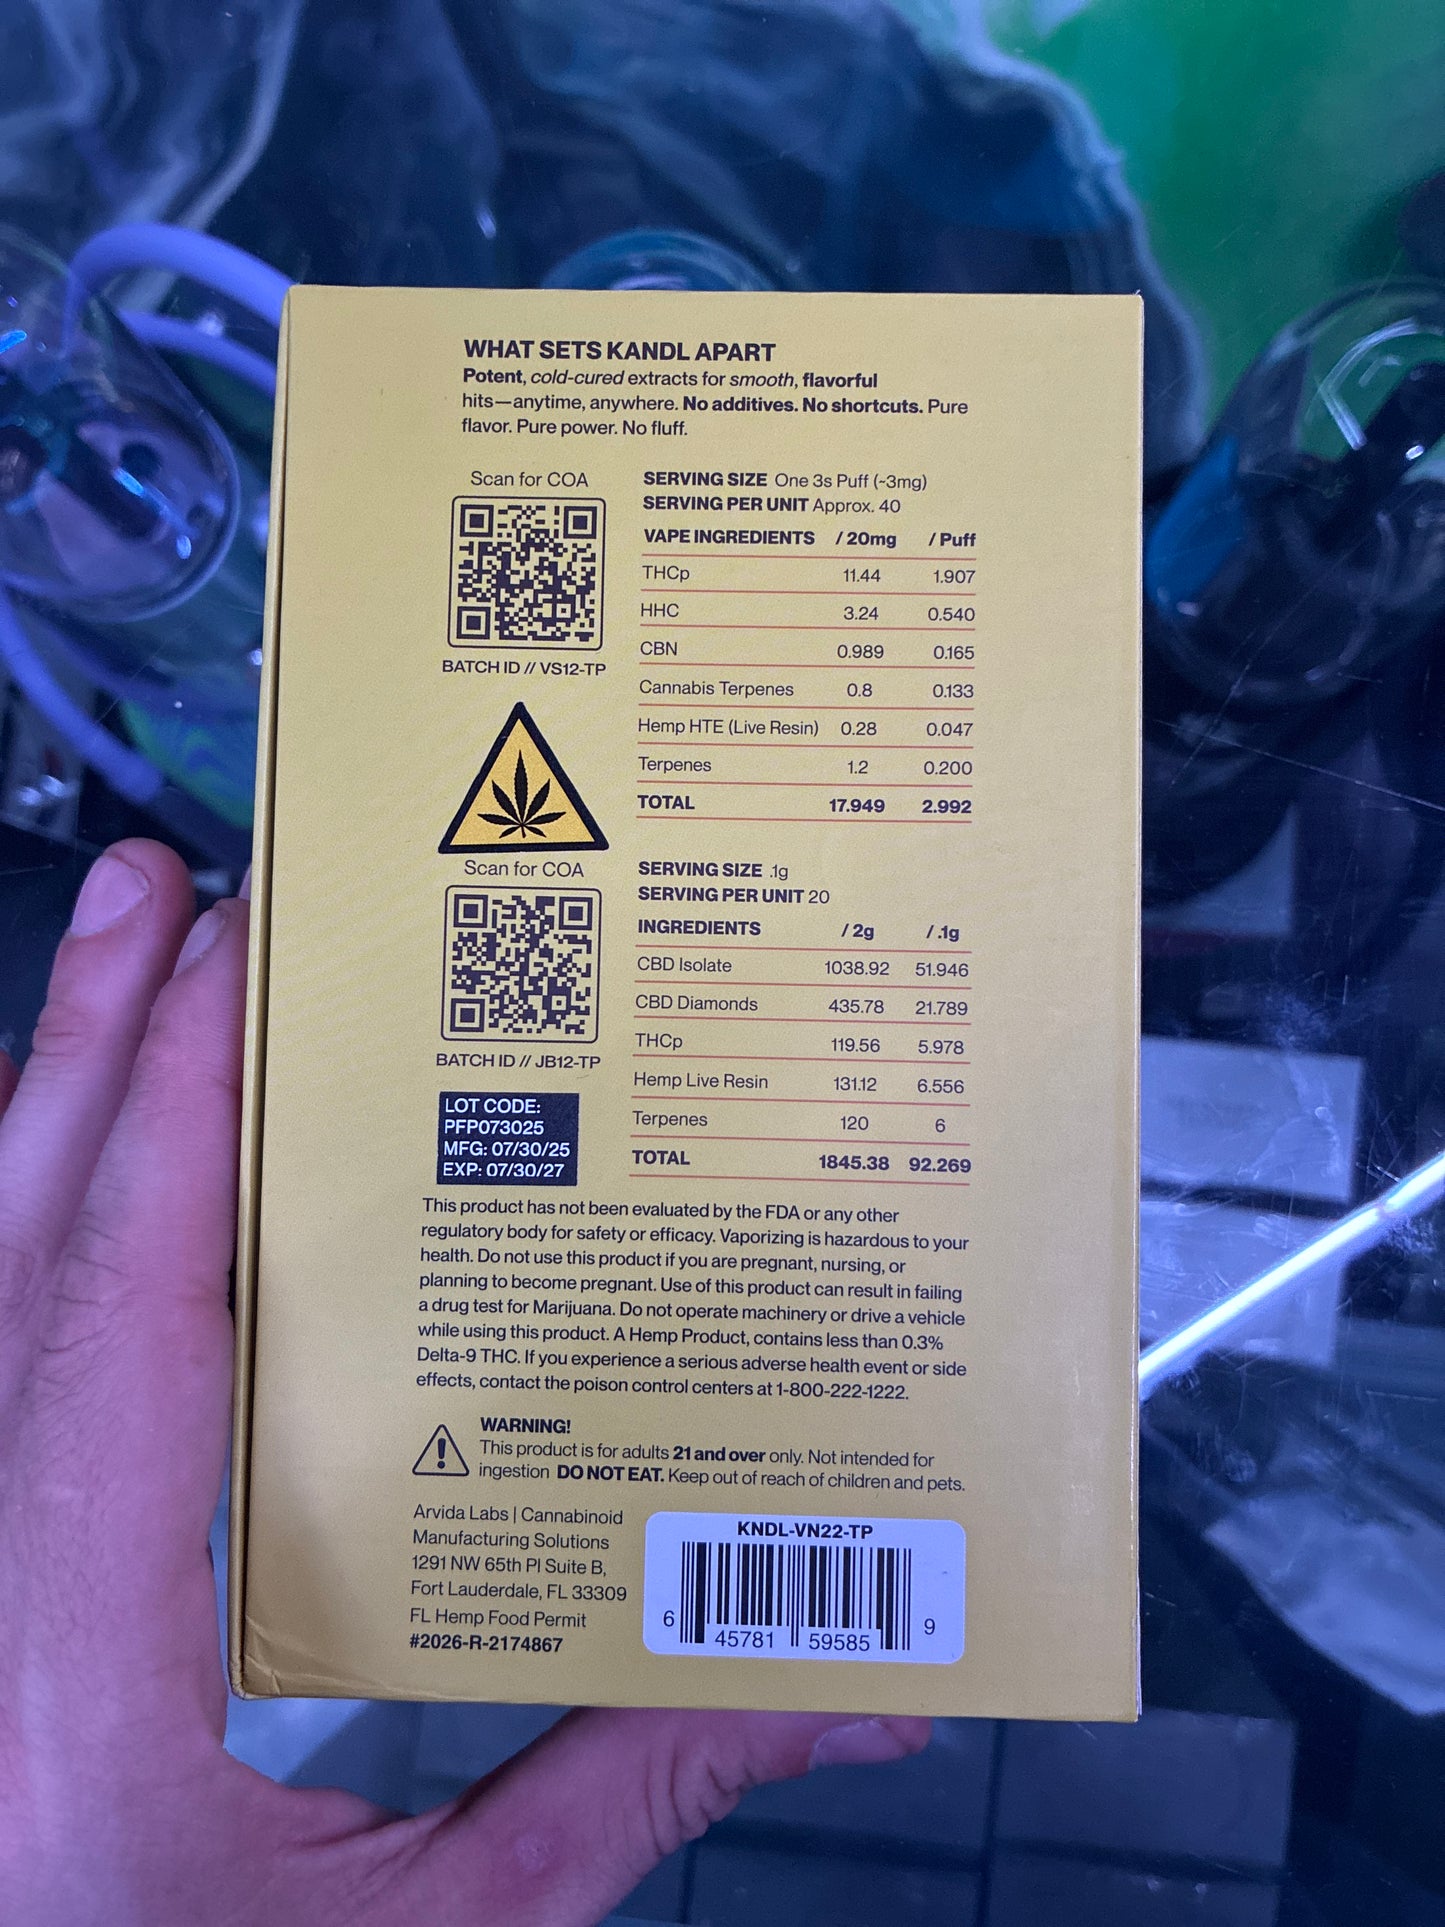 WHAT SETS KANDL APART
Potent, cold-cured extracts for smooth, flavorful
hits—anytime, anywhere. No additives. No shortcuts. Pure
flavor. Pure power. No fluff.
Scan for COA
BATCH ID // VS12-TP
SERVING SIZE One 3s Puff (~3mg)
SERVING PER UNIT Approx. 40
VAPE INGREDIENTS / 20mg / Puff
THCp 11.44 1.907
HHC 3.24 0.540
CBN 0.989 0.165
Cannabis Terpenes 0.8 0.133
Hemp HTE (Live Resin) 0.28 0.047
Terpenes 1.2 0.200
TOTAL 17.949 2.992
Scan for COA
BATCH ID // JB12-TP
SERVING SIZE .1g
SERVING PER UNIT 20
INGREDIENTS / 2g / .1g
CBD Isolate 1038.92 51.946
CBD Diamonds 435.78 21.789
THCp 119.56 5.978
Hemp Live Resin 131.12 6.556
Terpenes 120 6
TOTAL 1845.38 92.269
LOT CODE:
PFP073025
MFG: 07/30/25
EXP: 07/30/27
This product has not been evaluated by the FDA or any other
regulatory body for safety or efficacy. Vaporizing is hazardous to your
health. Do not use this product if you are pregnant, nursing, or
planning to become pregnant. Use of this product can result in failing
a drug test for Marijuana. Do not operate machinery or drive a vehicle
while using this product. A Hemp Product, contains less than 0.3%
Delta-9 THC. If you experience a serious adverse health event or side
effects, contact the poison control centers at 1-800-222-1222.
WARNING!
This product is for adults 21 and over only. Not intended for
ingestion DO NOT EAT. Keep out of reach of children and pets.
Arvida Labs | Cannabinoid
Manufacturing Solutions
1291 NW 65th Pl Suite B,
Fort Lauderdale, FL 33309
FL Hemp Food Permit
#2026-R-2174867
KNDL-VN22-TP
6 45781 59585 9